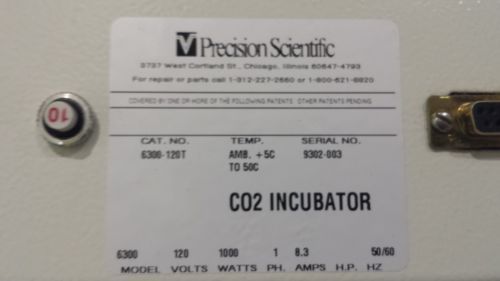 V Precision Scientific
3737 West Cortland St., Chicago, Illinois 60647-4793
For repair or parts call 1-312-227-2660 or 1-800-621-8820
COVERED BY ONE OR MORE OF THE FOLLOWING PATENTS OTHER PATENTS PENDING
CAT. NO. TEMP. SERIAL NO.
6300-120T AMB. +5C 9302-003
TO 50C
CO2 INCUBATOR
6300 120 1000 1 8.3 50/60
MODEL VOLTS WATTS PH. AMPS H.P. HZ
10